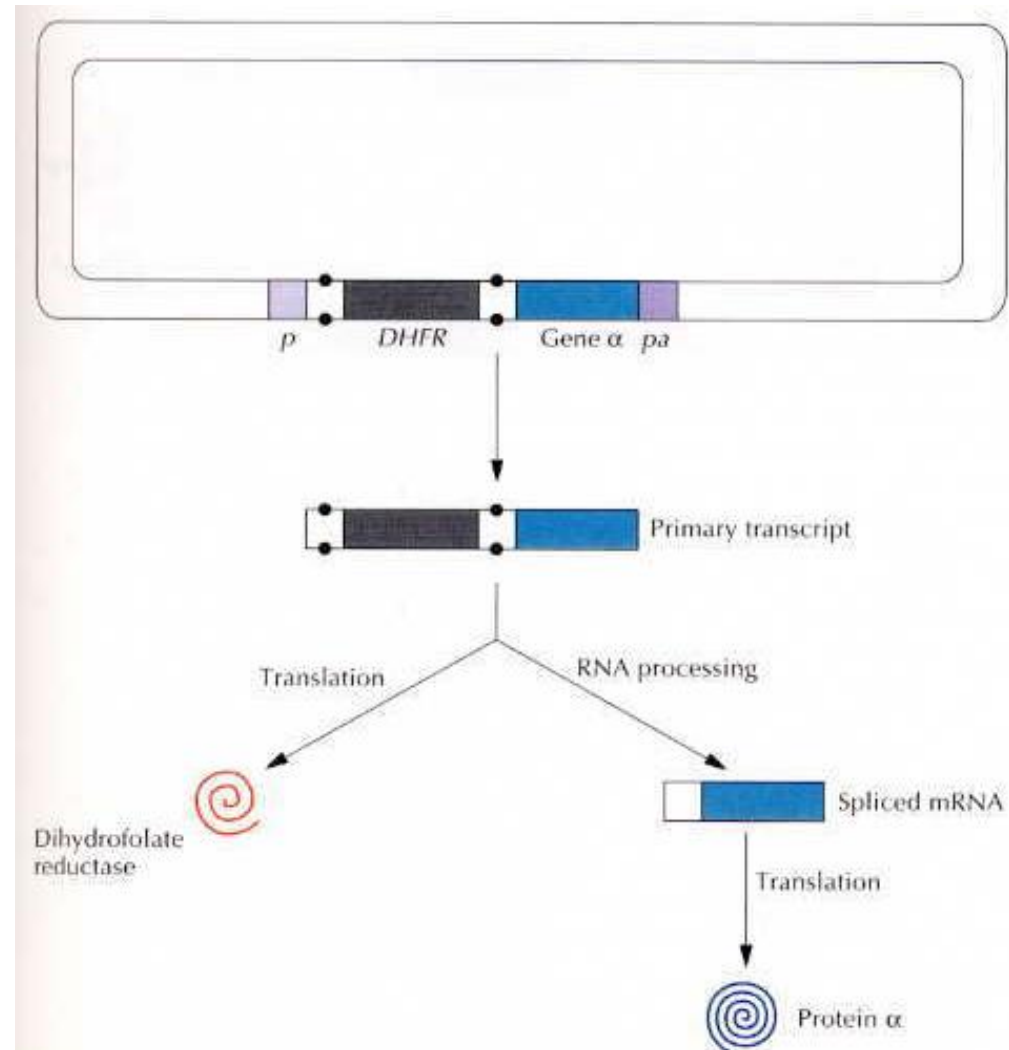 p DHFR Gene α pa
Primary transcript
Translation
RNA processing
Dihydrofolate
reductase
Spliced mRNA
Translation
Protein α